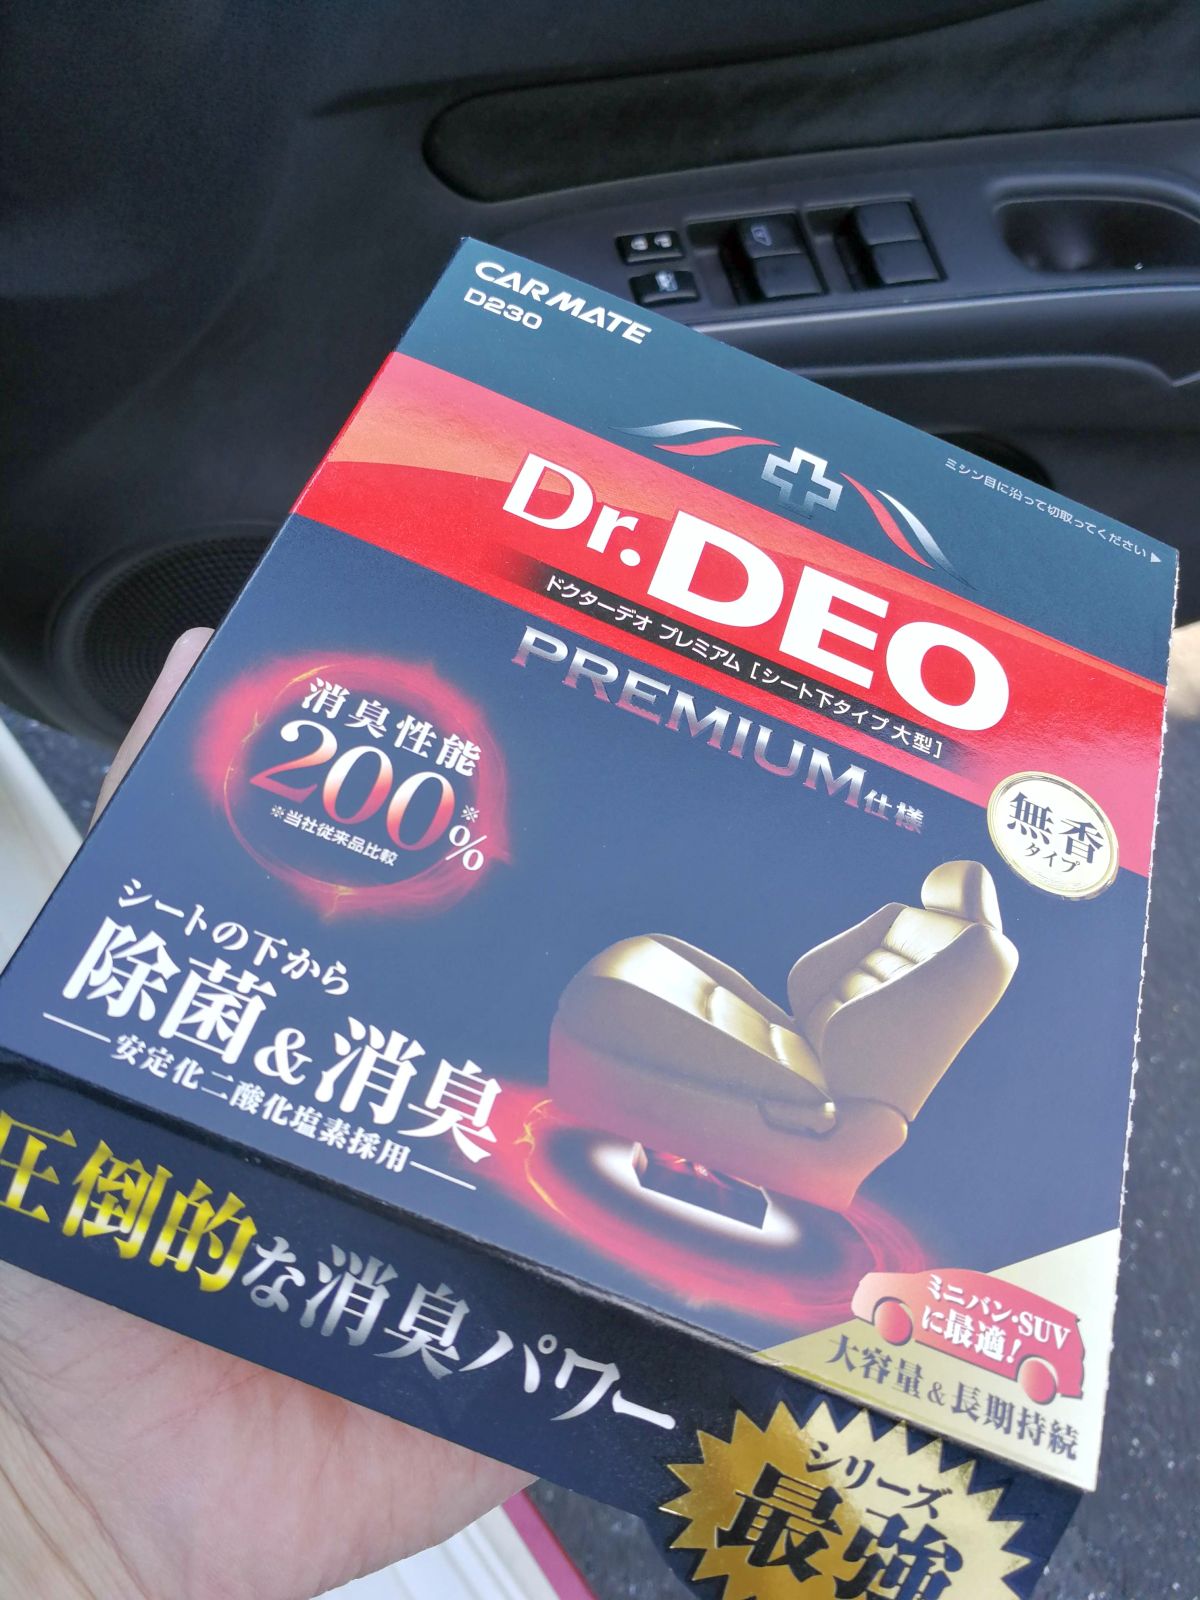 CARMATE
D230
ミシン目に沿って切取ってください▶
Dr.DEO
ドクターデオ プレミアム [シート下タイプ大型]
PREMIUM仕様
無香
タイプ
消臭性能
200%※
※当社従来品比較
シートの下から
除菌&消臭
安定化二酸化塩素採用
ミニバン・SUV
に最適!
大容量&長期持続
圧倒的な消臭パワー
シリーズ
最強